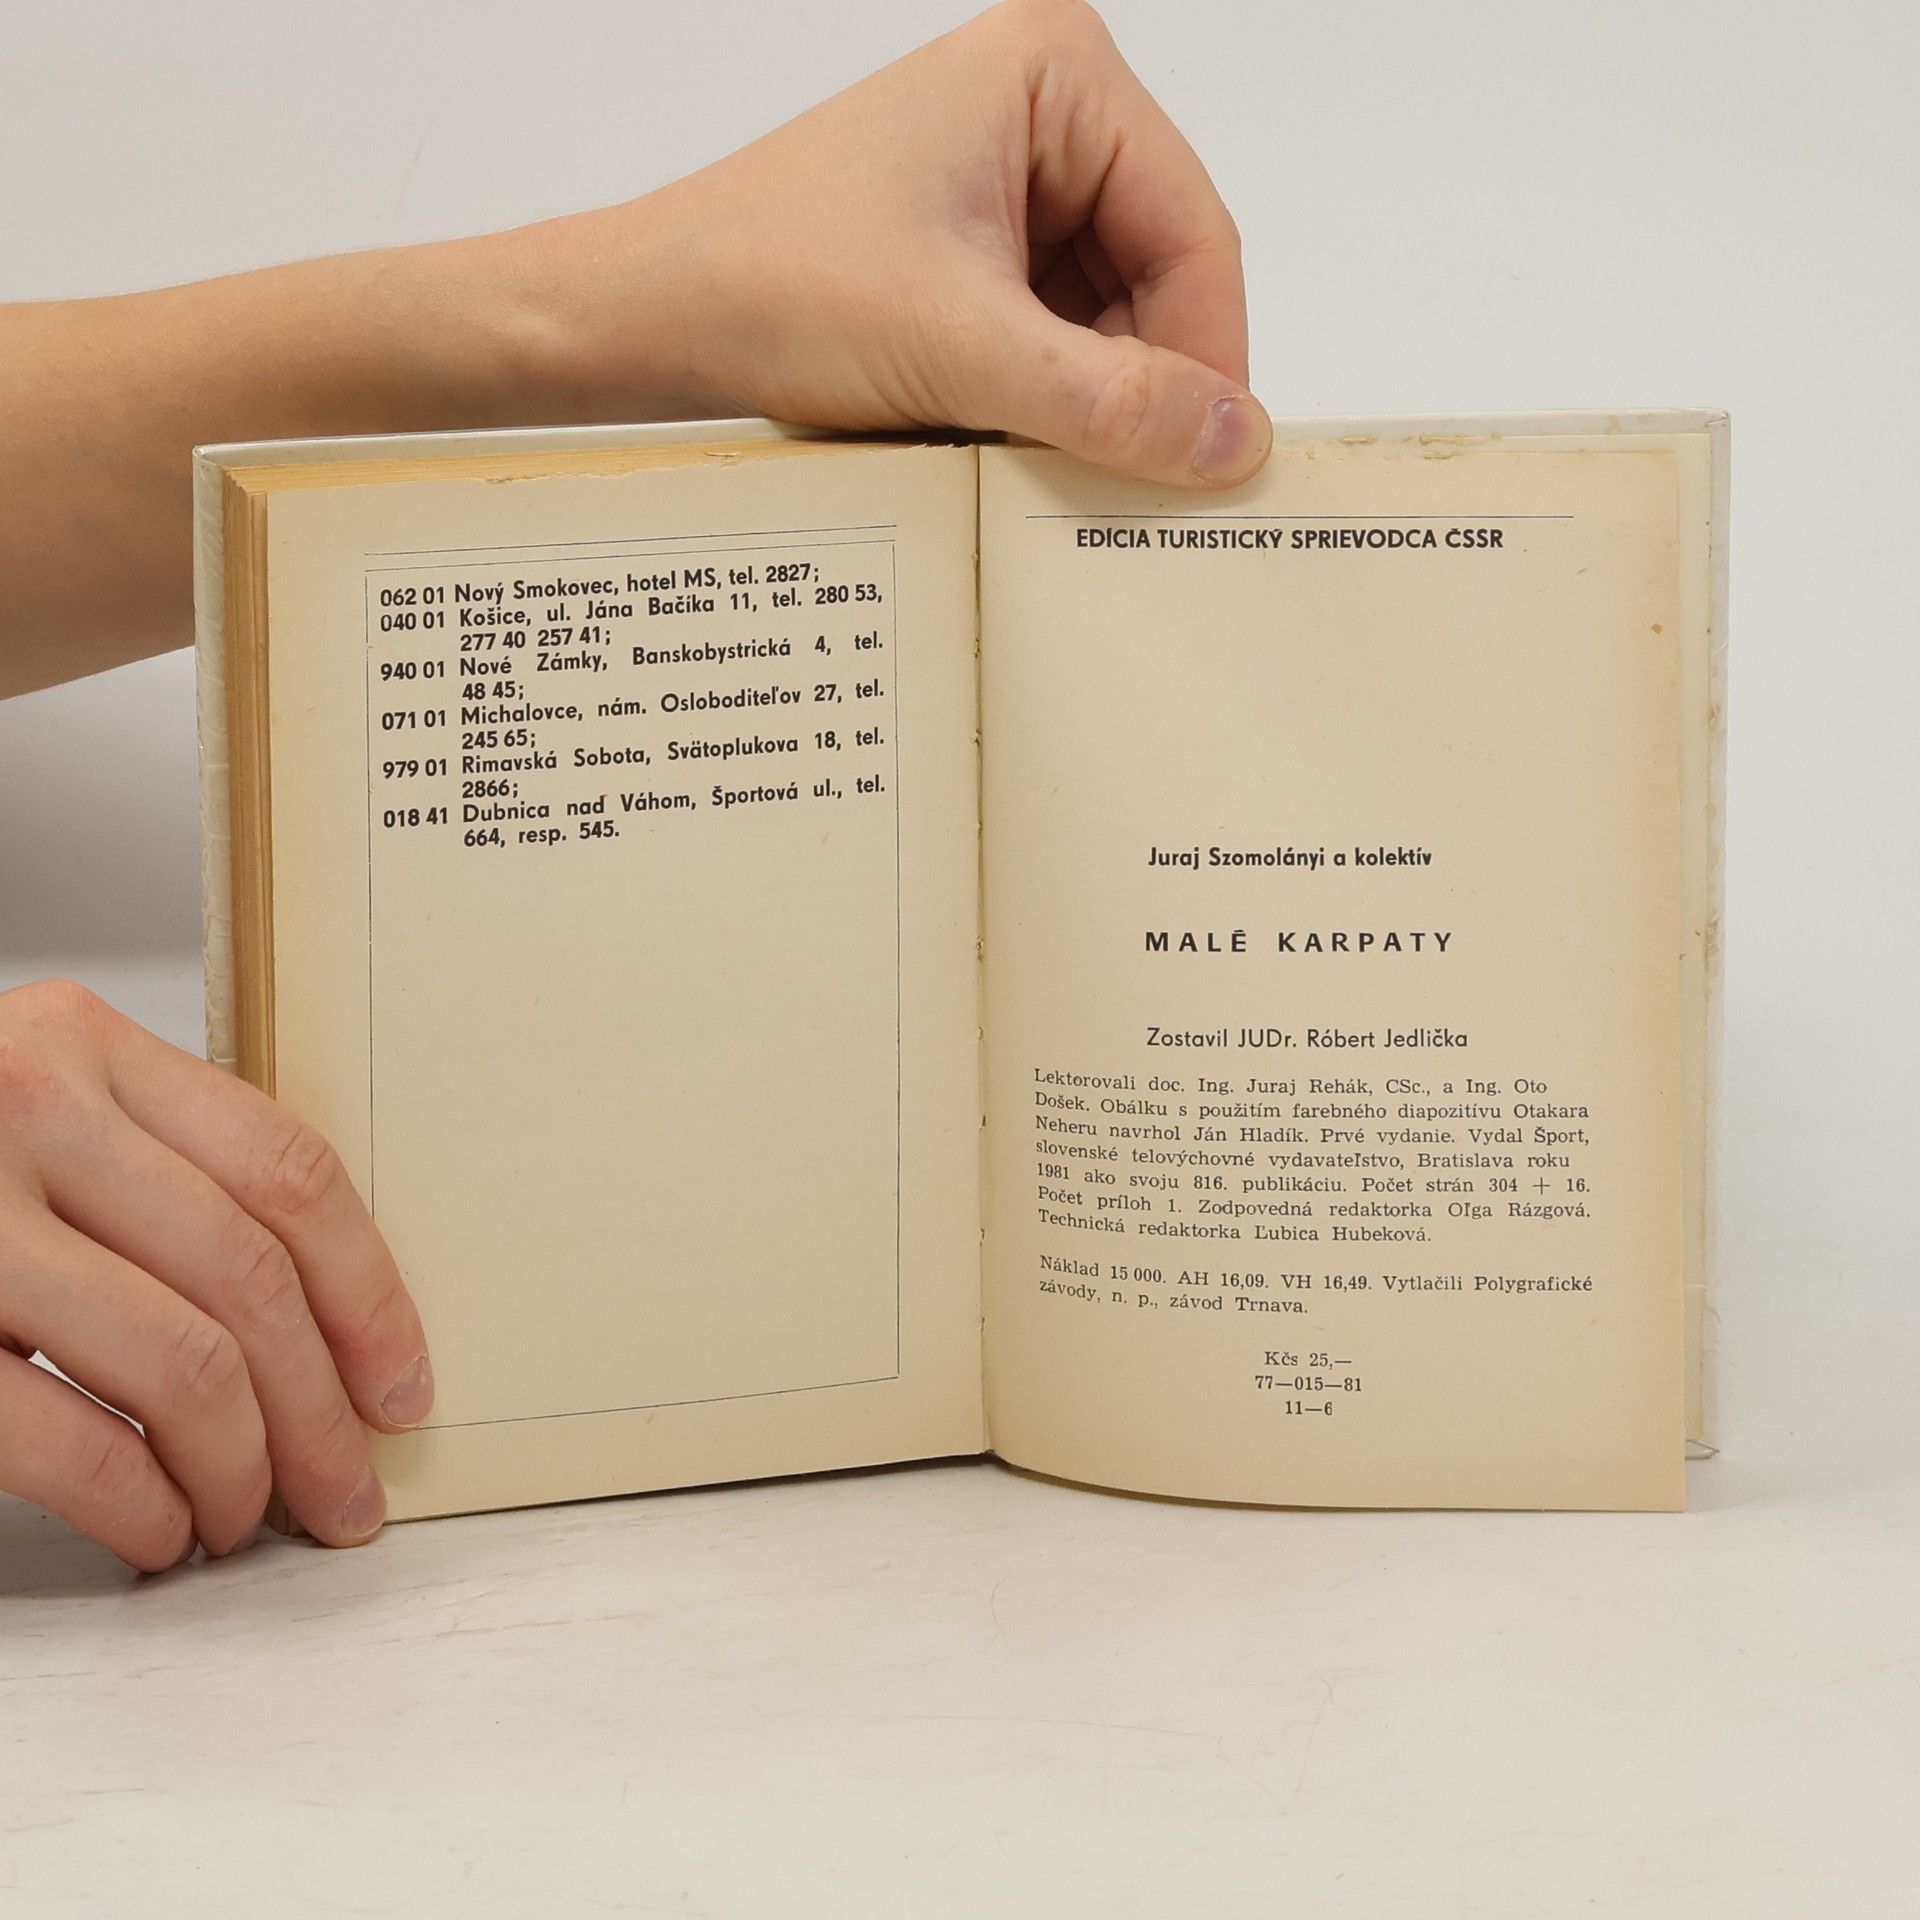 062 01 Nový Smokovec, hotel MS, tel. 2827;
040 01 Košice, ul. Jána Bačíka 11, tel. 280 53,
277 40 257 41;
940 01 Nové Zámky, Banskobystrická 4, tel.
48 45;
071 01 Michalovce, nám. Osloboditeľov 27, tel.
245 65;
979 01 Rimavská Sobota, Svätoplukova 18, tel.
2866;
018 41 Dubnica nad Váhom, Športová ul., tel.
664, resp. 545.
EDÍCIA TURISTICKÝ SPRIEVODCA ČSSR
Juraj Szomolányi a kolektív
MALÉ KARPATY
Zostavil JUDr. Róbert Jedlička
Lektorovali doc. Ing. Juraj Rehák, CSc., a Ing. Oto
Došek. Obálku s použitím farebného diapozitívu Otakara
Neheru navrhol Ján Hladík. Prvé vydanie. Vydal Šport,
slovenské telovýchovné vydavateľstvo, Bratislava roku
1981 ako svoju 816. publikáciu. Počet strán 304 + 16.
Počet príloh 1. Zodpovedná redaktorka Oľga Rázgová.
Technická redaktorka Ľubica Hubeková.
Náklad 15 000. AH 16,09. VH 16,49. Vytlačili Polygrafické
závody, n. p., závod Trnava.
Kčs 25,—
77—015—81
11—6